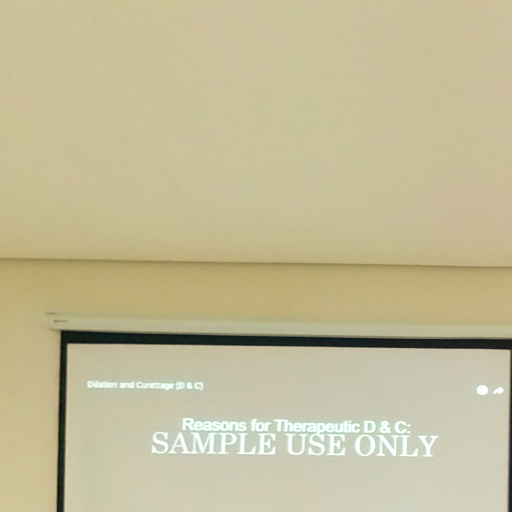 Dilation and Curettage (D & C)
Reasons for Therapeutic D & C:
SAMPLE USE ONLY